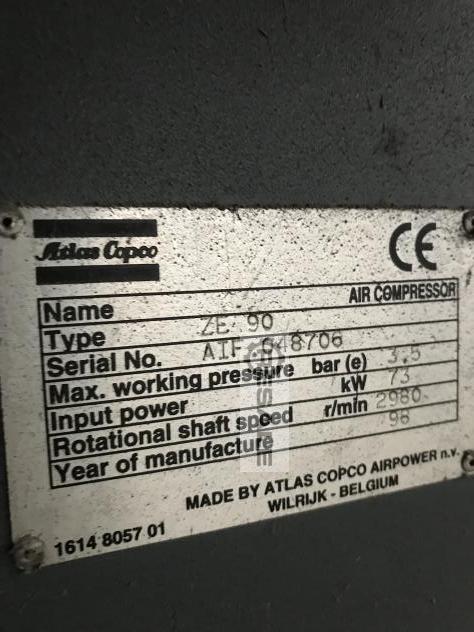 Atlas Copco
CE
Name AIR COMPRESSOR
Type ZE 90
Serial No. AIF 048706
Max. working pressure bar (e) 3.5
Input power kW 73
Rotational shaft speed r/min 2980
Year of manufacture 96
MADE BY ATLAS COPCO AIRPOWER n.v.
WILRIJK - BELGIUM
1614 8057 01